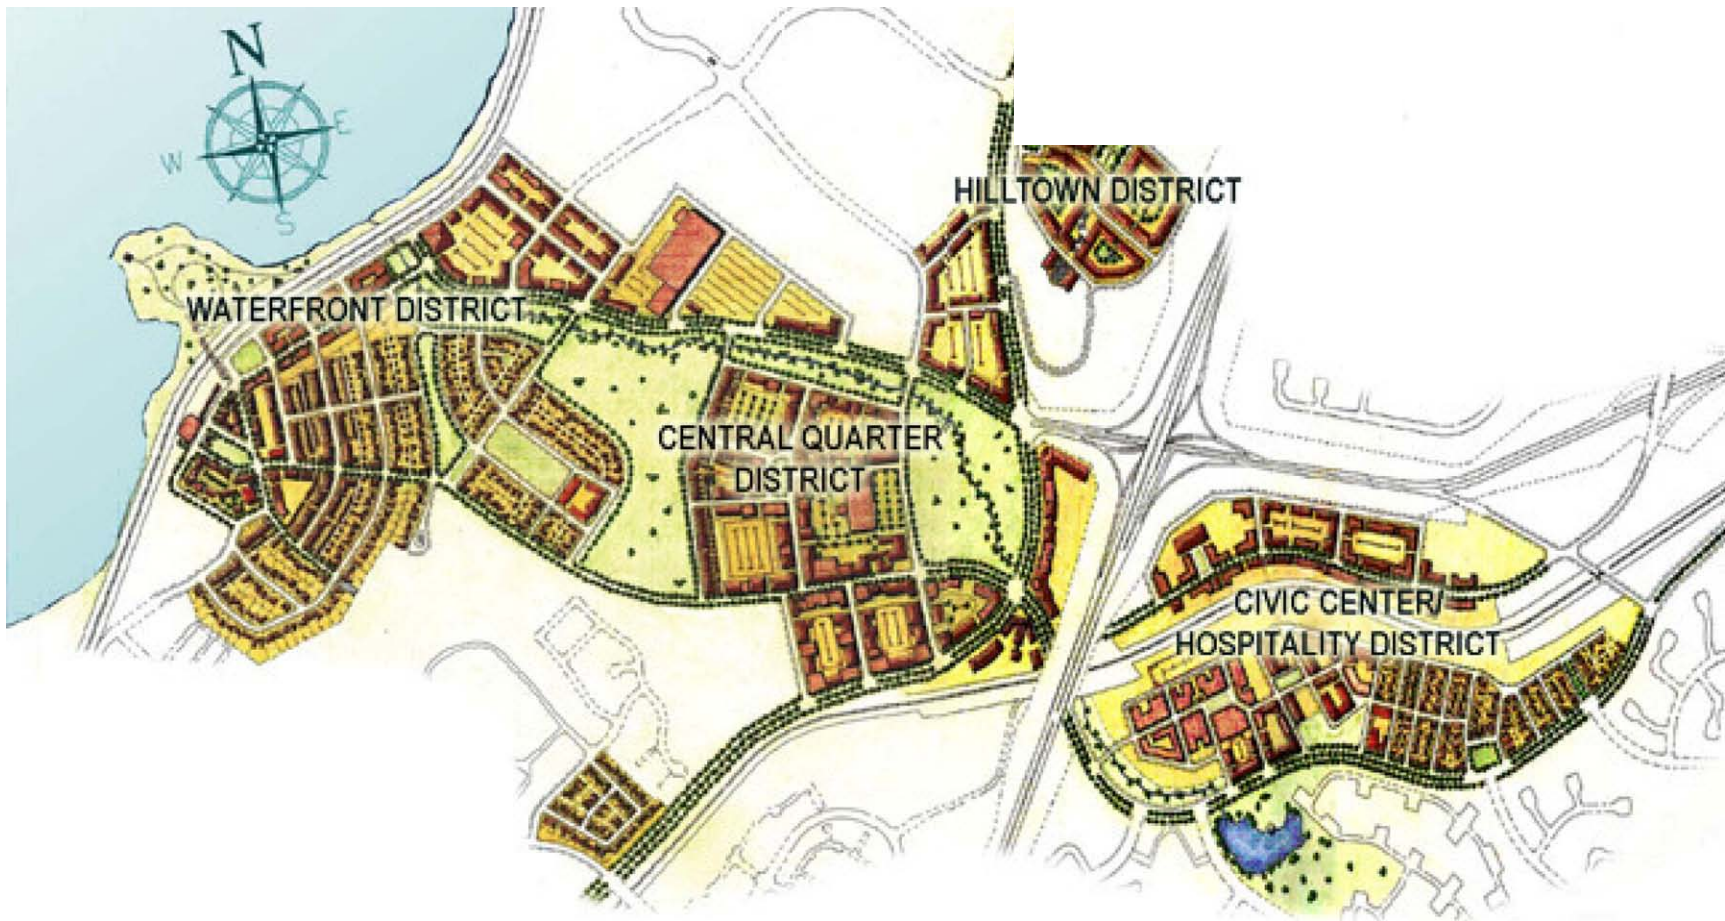 N
E
W
S
HILLTOWN DISTRICT
WATERFRONT DISTRICT
CENTRAL QUARTER
DISTRICT
CIVIC CENTER/
HOSPITALITY DISTRICT